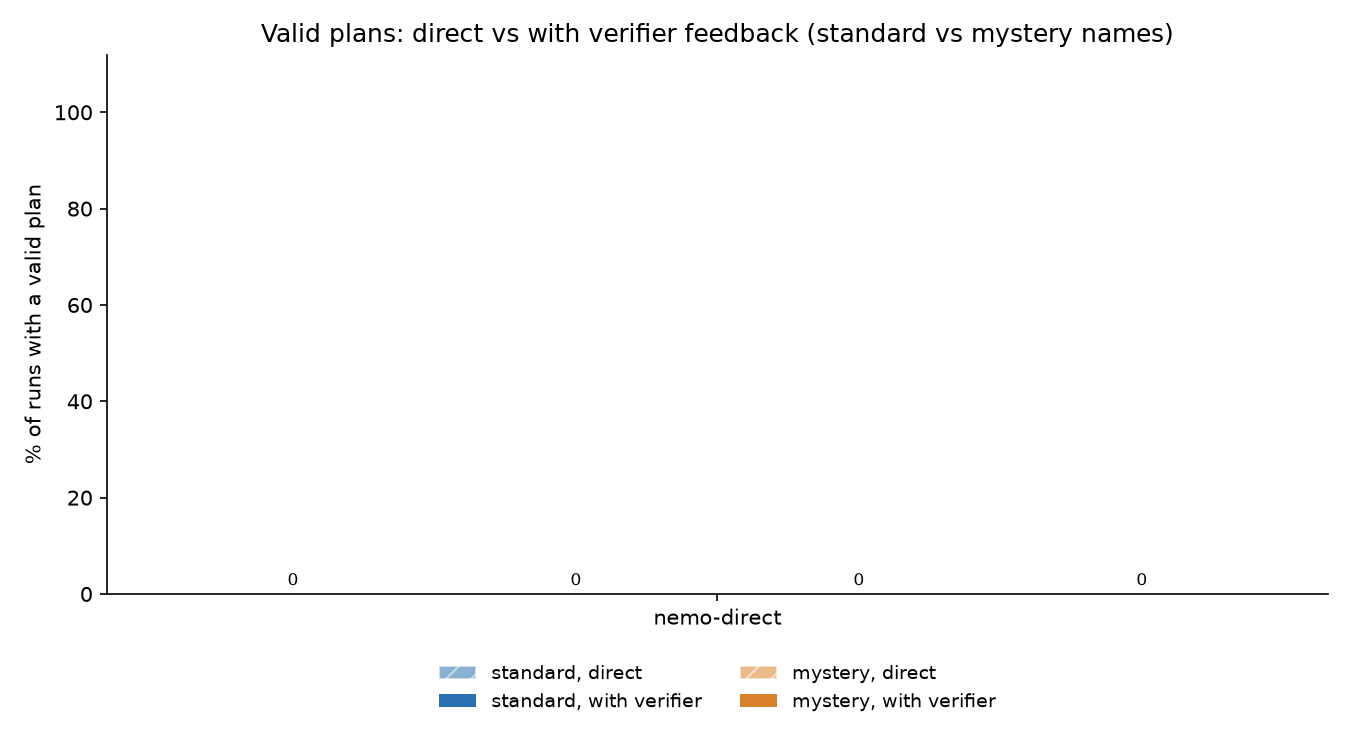 Valid plans: direct vs with verifier feedback (standard vs mystery names)
% of runs with a valid plan
100
80
60
40
20
0
0 0 0 0
nemo-direct
standard, direct mystery, direct
standard, with verifier mystery, with verifier